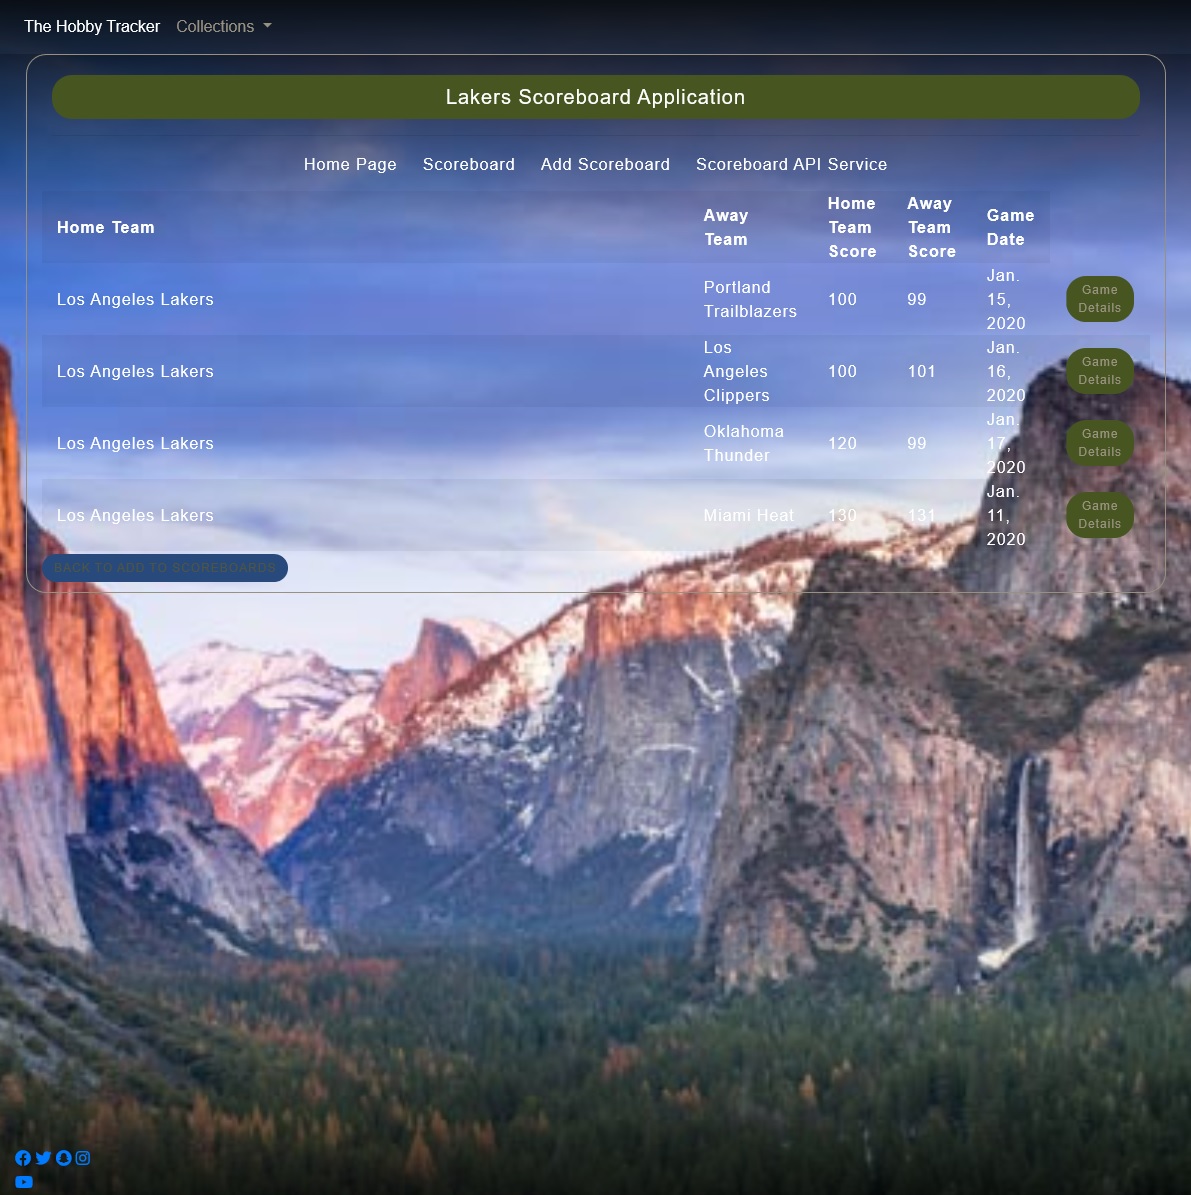 The Hobby Tracker Collections
Lakers Scoreboard Application
Home Page Scoreboard Add Scoreboard Scoreboard API Service
Home Team
Away
Team
Home
Team
Score
Away
Team
Score
Game
Date
Los Angeles Lakers
Portland
Trailblazers
100
99
Jan.
15,
2020
Game
Details
Los Angeles Lakers
Los
Angeles
Clippers
100
101
Jan.
16,
2020
Game
Details
Los Angeles Lakers
Oklahoma
Thunder
120
99
Jan.
17,
2020
Game
Details
Los Angeles Lakers
Miami Heat
130
131
Jan.
11,
2020
Game
Details
BACK TO ADD TO SCOREBOARDS